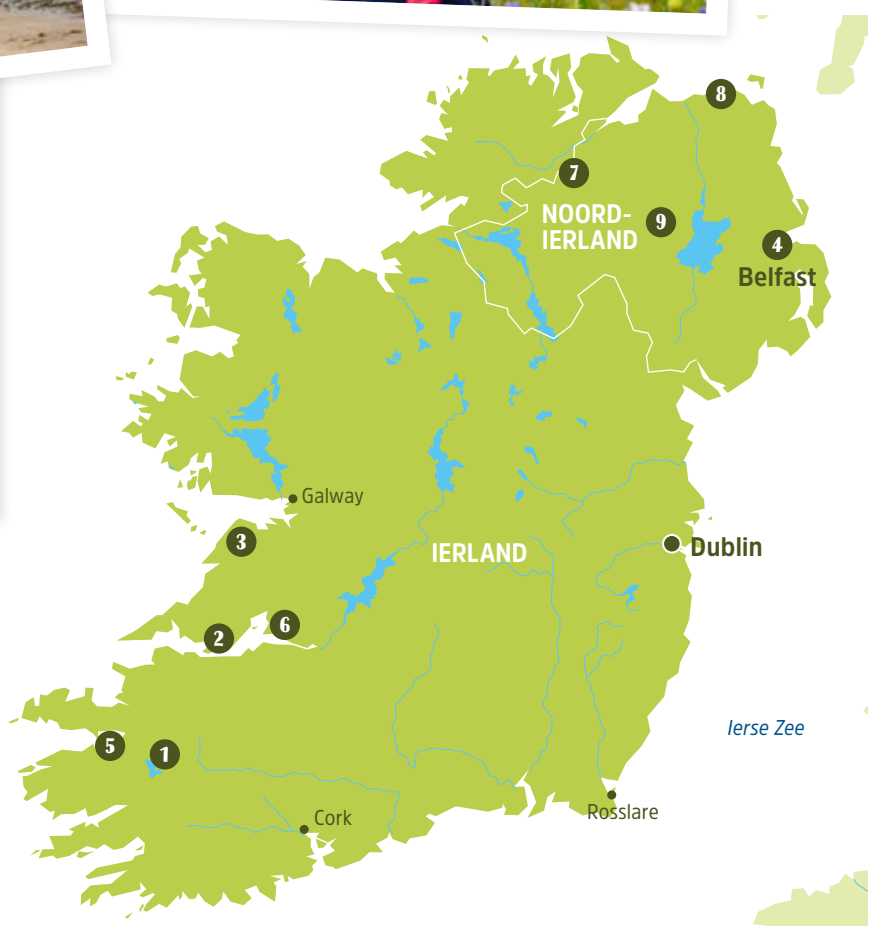 8
7
NOORD-
IERLAND
9
4
Belfast
Galway
3
IERLAND
Dublin
6
2
5
1
Ierse Zee
Rosslare
Cork